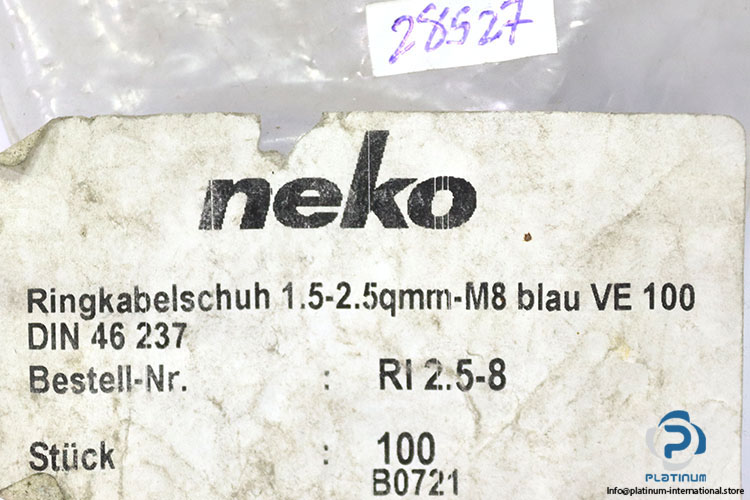 28527
neko
Ringkabelschuh 1.5-2.5qmm-M8 blau VE 100
DIN 46 237
Bestell-Nr. : RI 2.5-8
Stück : 100
B0721
PLATINUM
Info@platinum-international.store